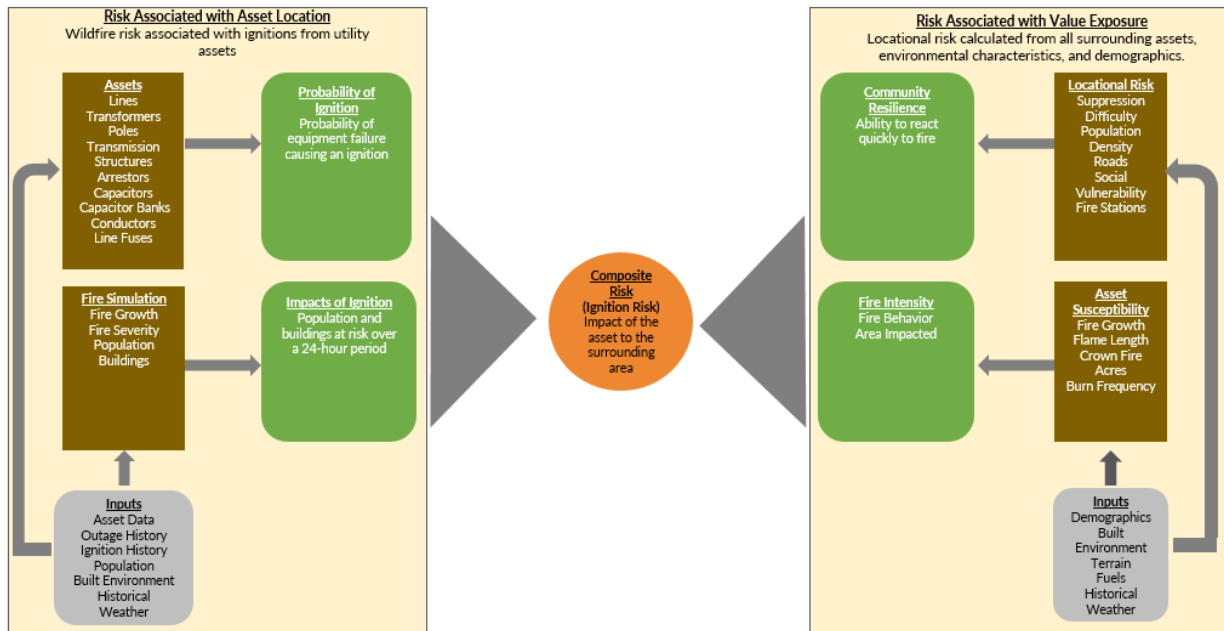 Risk Associated with Asset Location
Wildfire risk associated with ignitions from utility
assets
Assets
Lines
Transformers
Poles
Transmission
Structures
Arrestors
Capacitors
Capacitor Banks
Conductors
Line Fuses
Probability of
Ignition
Probability of
equipment failure
causing an ignition
Fire Simulation
Fire Growth
Fire Severity
Population
Buildings
Impacts of Ignition
Population and
buildings at risk over
a 24-hour period
Inputs
Asset Data
Outage History
Ignition History
Population
Built Environment
Historical
Weather
Composite
Risk
(Ignition Risk)
Impact of the
asset to the
surrounding
area
Risk Associated with Value Exposure
Locational risk calculated from all surrounding assets,
environmental characteristics, and demographics.
Community
Resilience
Ability to react
quickly to fire
Locational Risk
Suppression
Difficulty
Population
Density
Roads
Social
Vulnerability
Fire Stations
Fire Intensity
Fire Behavior
Area Impacted
Asset
Susceptibility
Fire Growth
Flame Length
Crown Fire
Acres
Burn Frequency
Inputs
Demographics
Built
Environment
Terrain
Fuels
Historical
Weather